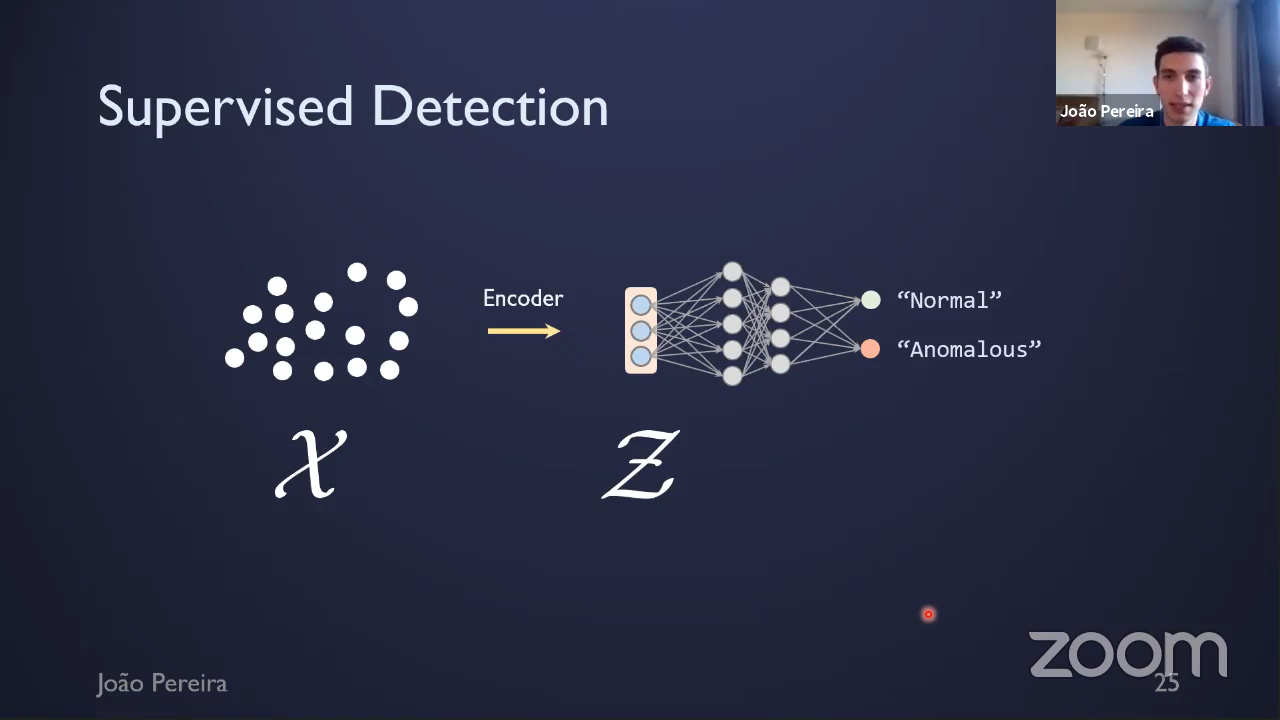 Supervised Detection
João Pereira
Encoder
“Normal”
“Anomalous”
𝒳
𝒵
João Pereira
zoom
25